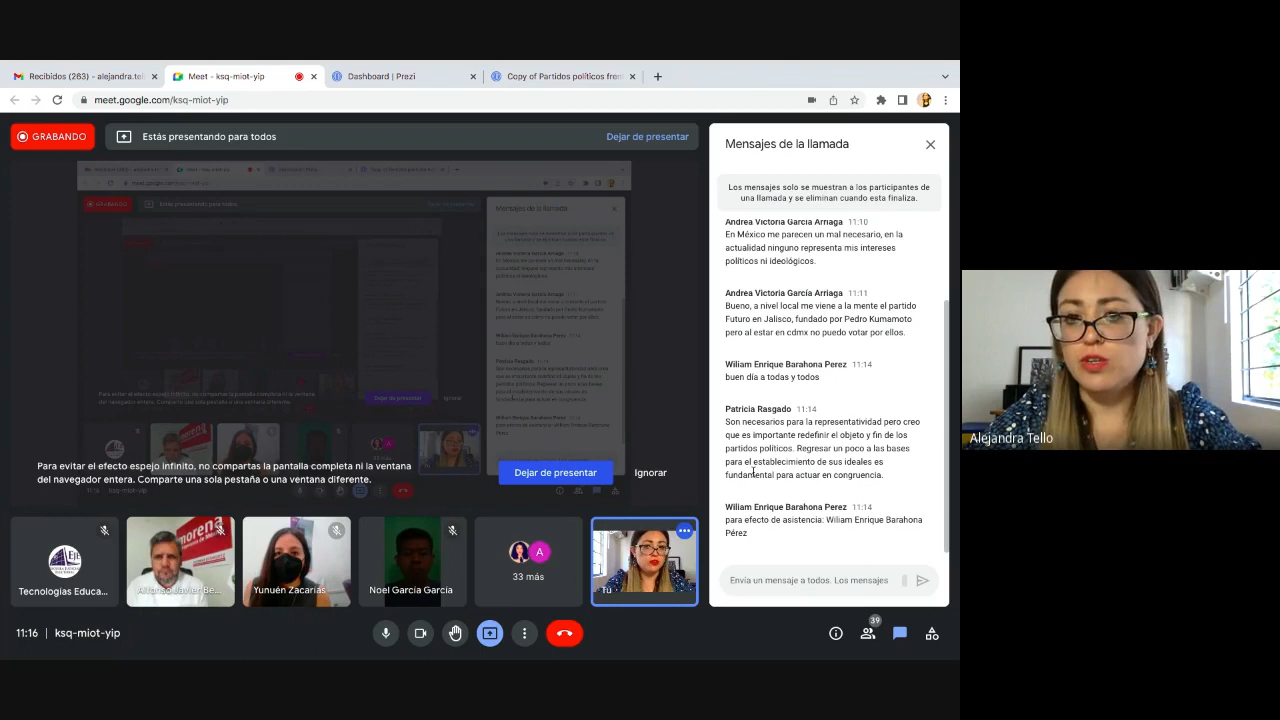 Recibidos (263) - alejandra.tel
Meet - ksq-miot-yip
Dashboard | Prezi
Copy of Partidos políticos fren
meet.google.com/ksq-miot-yip
GRABANDO
Estás presentando para todos
Dejar de presentar
Mensajes de la llamada
Los mensajes solo se muestran a los participantes de
una llamada y se eliminan cuando esta finaliza.
Andrea Victoria García Arriaga 11:10
En México me parecen un mal necesario, en la
actualidad ninguno representa mis intereses
políticos ni ideológicos.
Andrea Victoria García Arriaga 11:11
Bueno, a nivel local me viene a la mente el partido
Futuro en Jalisco, fundado por Pedro Kumamoto
pero al estar en cdmx no puedo votar por ellos.
Wiliam Enrique Barahona Perez 11:14
buen día a todas y todos
Patricia Rasgado 11:14
Son necesarios para la representatividad pero creo
que es importante redefinir el objeto y fin de los
partidos políticos. Regresar un poco a las bases
para el establecimiento de sus ideales es
fundamental para actuar en congruencia.
Wiliam Enrique Barahona Perez 11:14
para efecto de asistencia: Wiliam Enrique Barahona
Pérez
Envía un mensaje a todos. Los mensajes
Para evitar el efecto espejo infinito, no compartas la pantalla completa ni la ventana
del navegador entera. Comparte una sola pestaña o una ventana diferente.
Dejar de presentar
Ignorar
Tecnologías Educa...
morena
Alfonso Javier Be...
Yunuén Zacarías
Noel García García
A
33 más
Tú
11:16 | ksq-miot-yip
39
Alejandra Tello